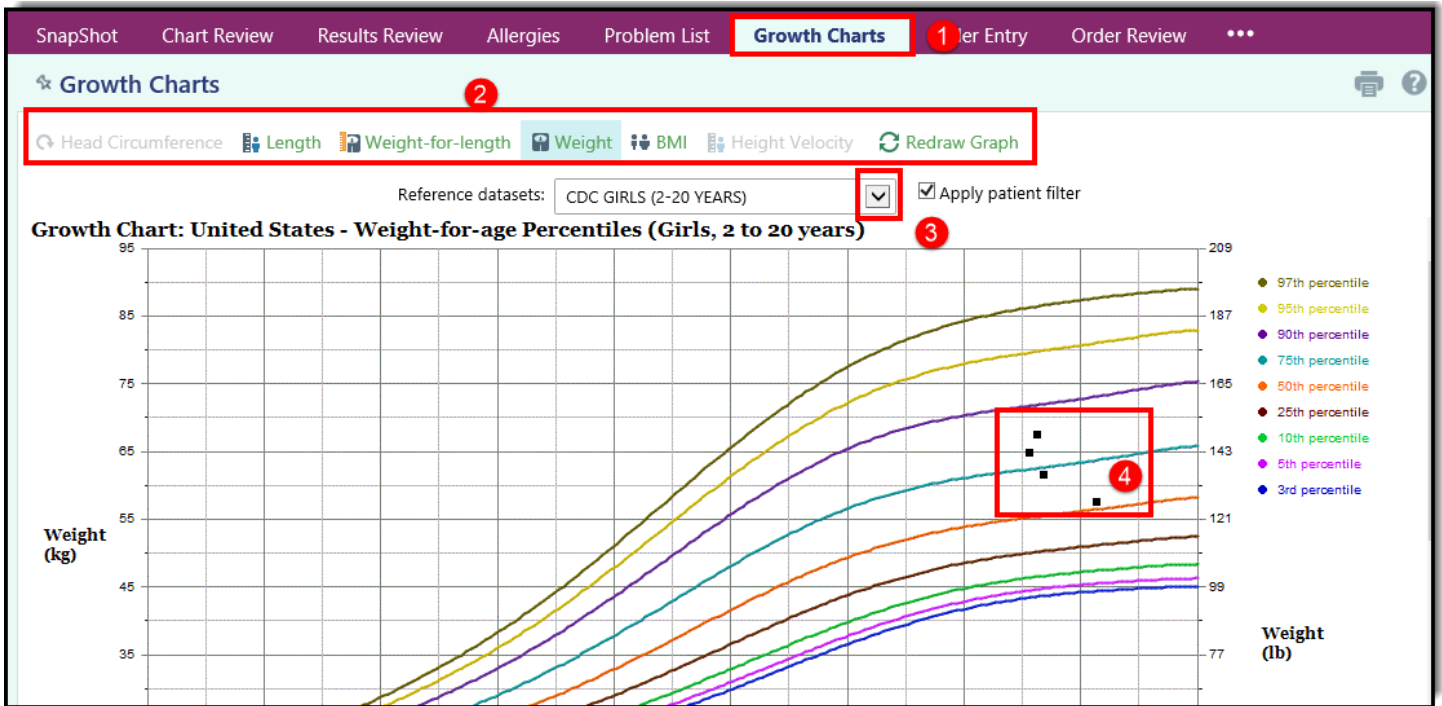 SnapShot Chart Review Results Review Allergies Problem List Growth Charts 1 der Entry Order Review •••
Growth Charts
2
Head Circumference Length Weight-for-length Weight BMI Height Velocity Redraw Graph
Reference datasets: CDC GIRLS (2-20 YEARS) Apply patient filter
3
Growth Chart: United States - Weight-for-age Percentiles (Girls, 2 to 20 years)
95 209
97th percentile
95th percentile
85 187
90th percentile
75th percentile
75 165
50th percentile
25th percentile
10th percentile
65 143
5th percentile
4
3rd percentile
55 121
Weight
(kg)
45 99
Weight
(lb)
35 77